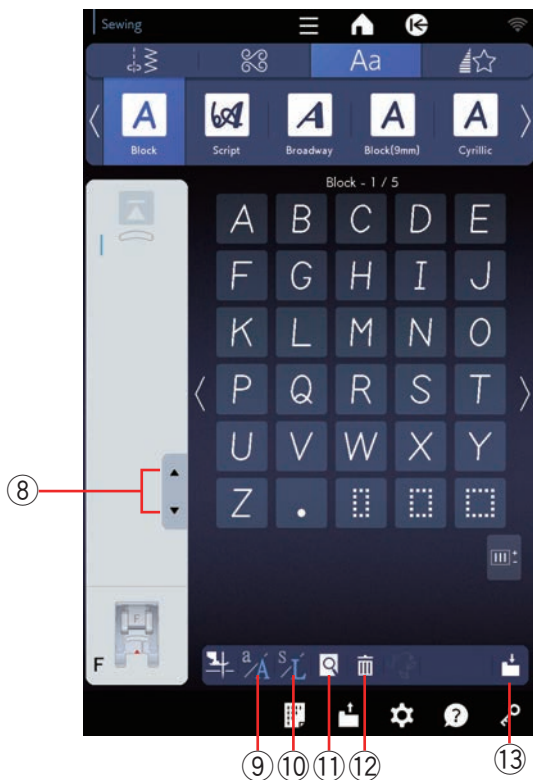 Sewing
Aa
A A A A A
Block Script Broadway Block(9mm) Cyrillic
Block - 1 / 5
A B C D E
F G H I J
K L M N O
P Q R S T
U V W X Y
Z .
⑧
F
F
a/A s/L
?
⑨ ⑩ ⑪ ⑫ ⑬